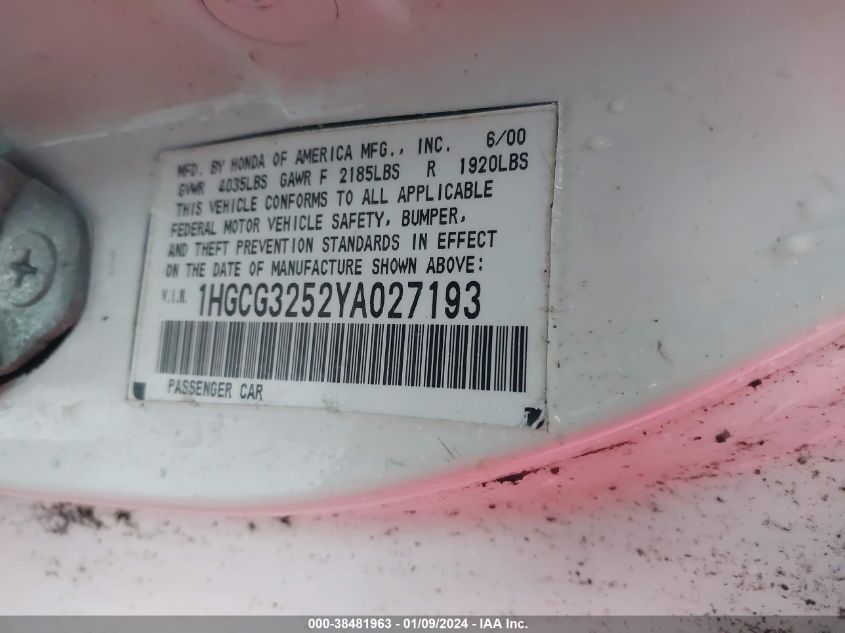 MFD. BY HONDA OF AMERICA MFG., INC. 6/00
GVWR 4035LBS GAWR F 2185LBS R 1920LBS
THIS VEHICLE CONFORMS TO ALL APPLICABLE
FEDERAL MOTOR VEHICLE SAFETY, BUMPER,
AND THEFT PREVENTION STANDARDS IN EFFECT
ON THE DATE OF MANUFACTURE SHOWN ABOVE:
V.I.N. 1HGCG3252YA027193
PASSENGER CAR
000-38481963 - 01/09/2024 - IAA Inc.